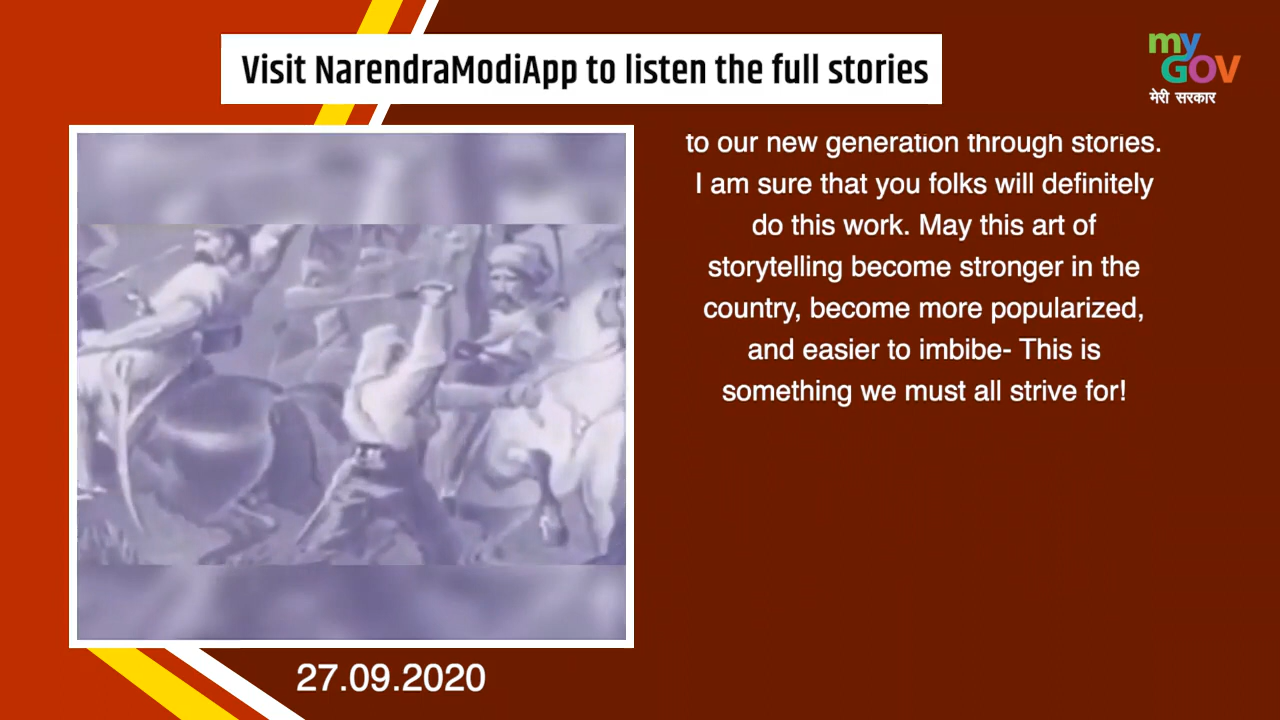 Visit NarendraModiApp to listen the full stories
my
GOV
मेरी सरकार
to our new generation through stories.
I am sure that you folks will definitely
do this work. May this art of
storytelling become stronger in the
country, become more popularized,
and easier to imbibe- This is
something we must all strive for!
27.09.2020